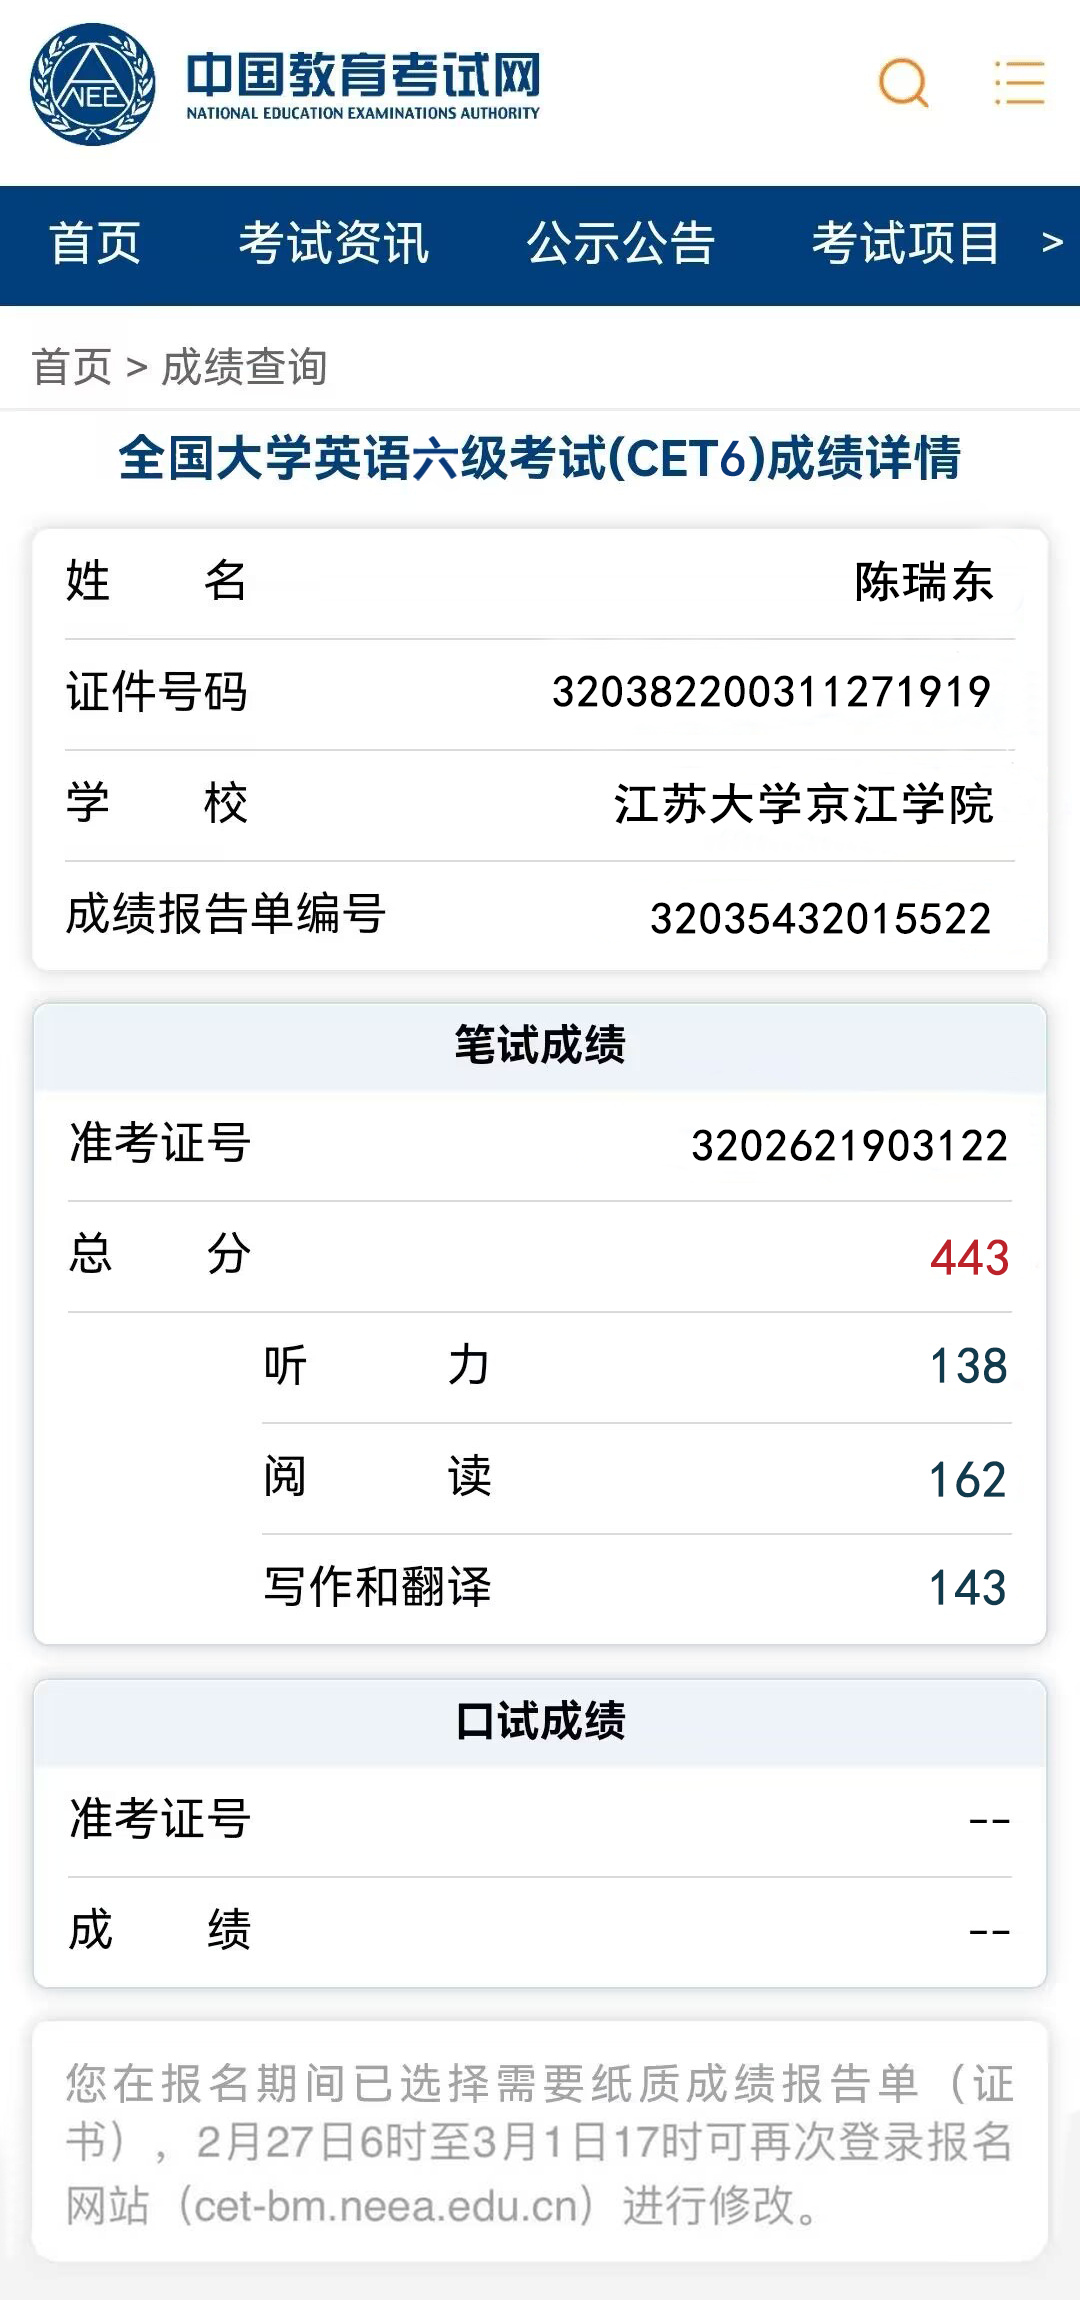 中国教育考试网
NATIONAL EDUCATION EXAMINATIONS AUTHORITY
NEE
首页 考试资讯 公示公告 考试项目 >
首页 > 成绩查询
全国大学英语六级考试(CET6)成绩详情
姓名 陈瑞东
证件号码 320382200311271919
学校 江苏大学京江学院
成绩报告单编号 32035432015522
笔试成绩
准考证号 3202621903122
总分 443
听力 138
阅读 162
写作和翻译 143
口试成绩
准考证号 --
成绩 --
您在报名期间已选择需要纸质成绩报告单（证
书），2月27日6时至3月1日17时可再次登录报名
网站（cet-bm.neea.edu.cn）进行修改。